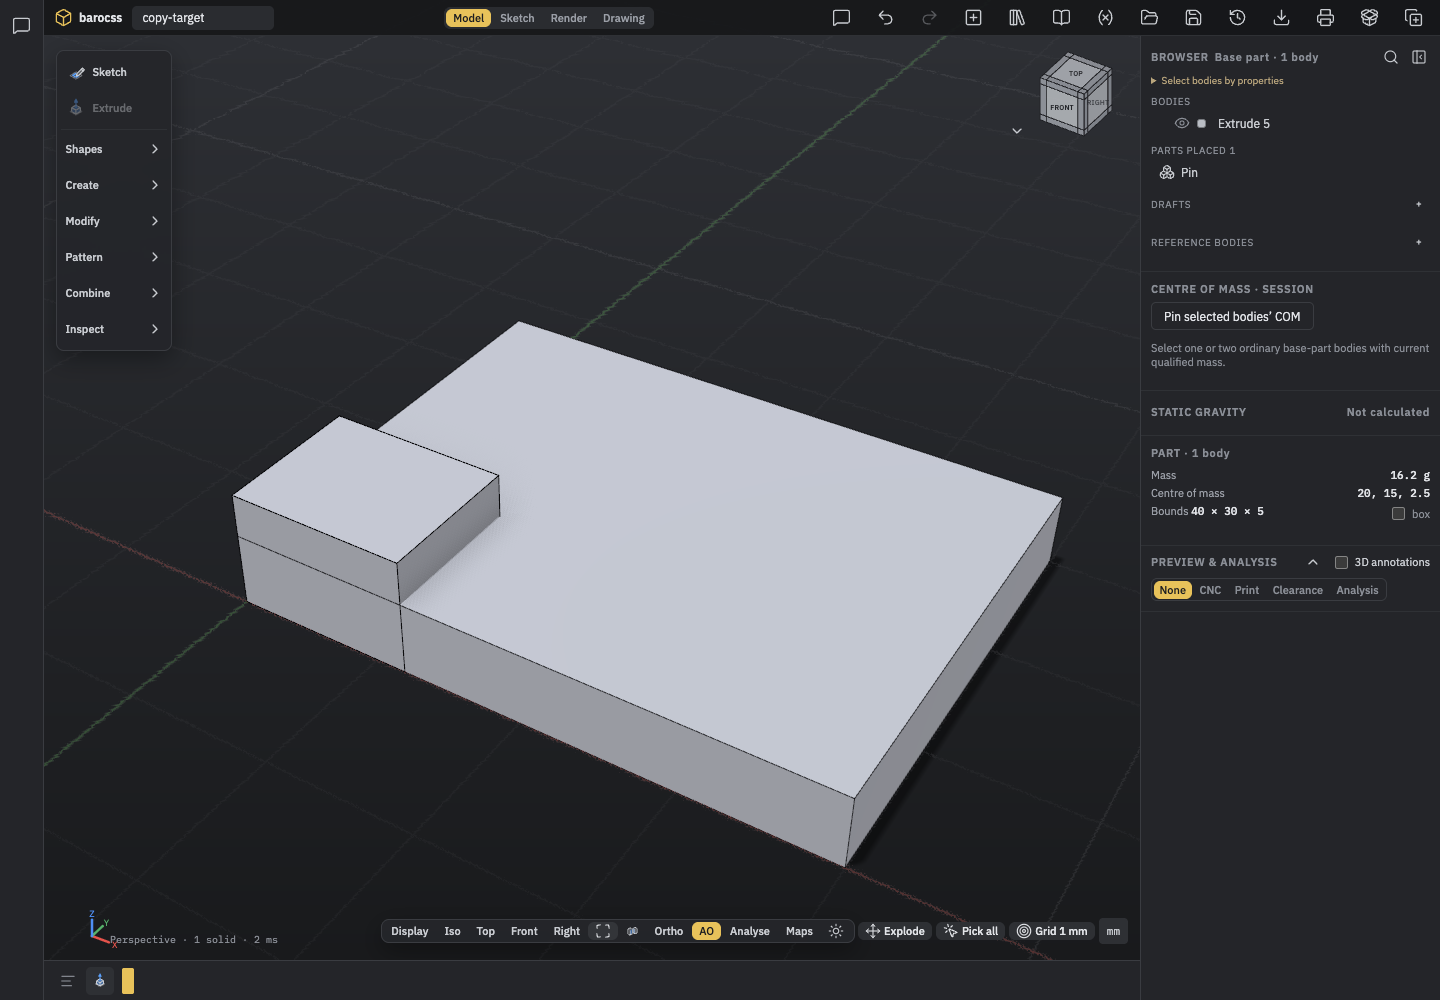 barocss
copy-target
Model Sketch Render Drawing
Sketch
Extrude
Shapes
Create
Modify
Pattern
Combine
Inspect
TOP
FRONT
RIGHT
BROWSER Base part · 1 body
Select bodies by properties
BODIES
Extrude 5
PARTS PLACED 1
Pin
DRAFTS +
REFERENCE BODIES +
CENTRE OF MASS · SESSION
Pin selected bodies’ COM
Select one or two ordinary base-part bodies with current
qualified mass.
STATIC GRAVITY Not calculated
PART · 1 body
Mass 16.2 g
Centre of mass 20, 15, 2.5
Bounds 40 × 30 × 5 box
PREVIEW & ANALYSIS 3D annotations
None CNC Print Clearance Analysis
Z
Y
X
Perspective · 1 solid · 2 ms
Display Iso Top Front Right Ortho AO Analyse Maps Explode Pick all Grid 1 mm mm